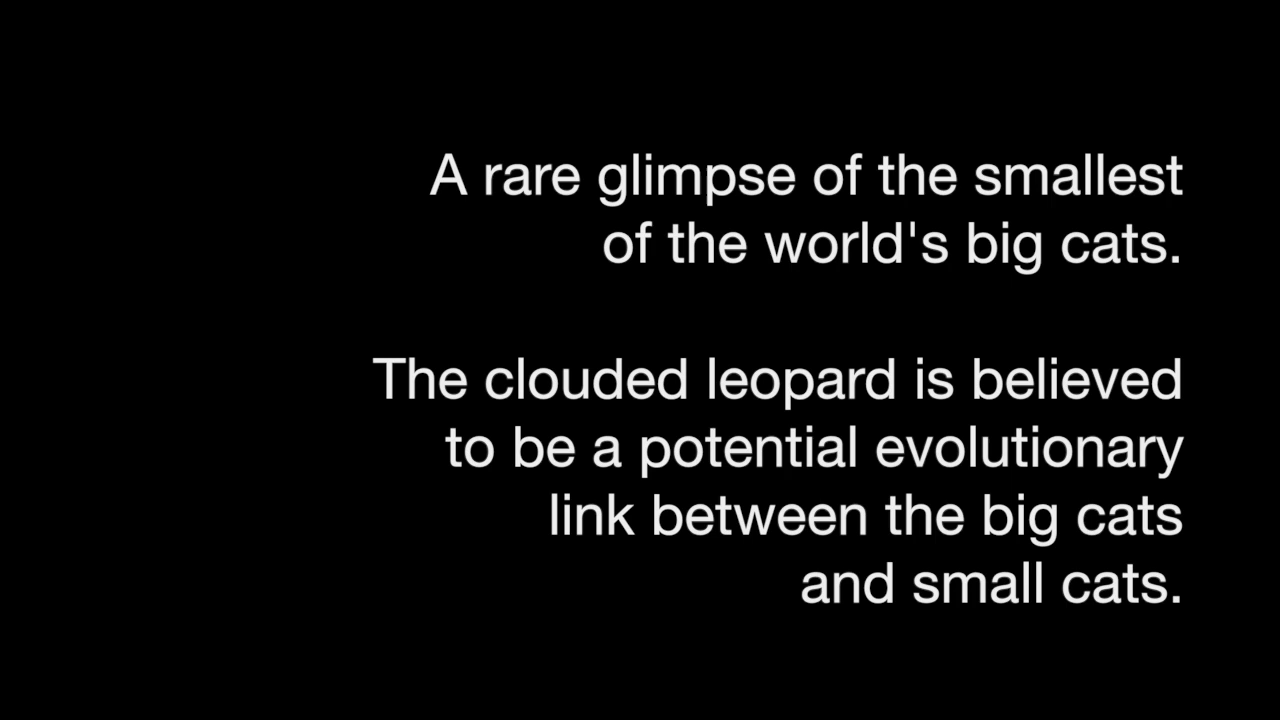 A rare glimpse of the smallest
of the world's big cats.
The clouded leopard is believed
to be a potential evolutionary
link between the big cats
and small cats.